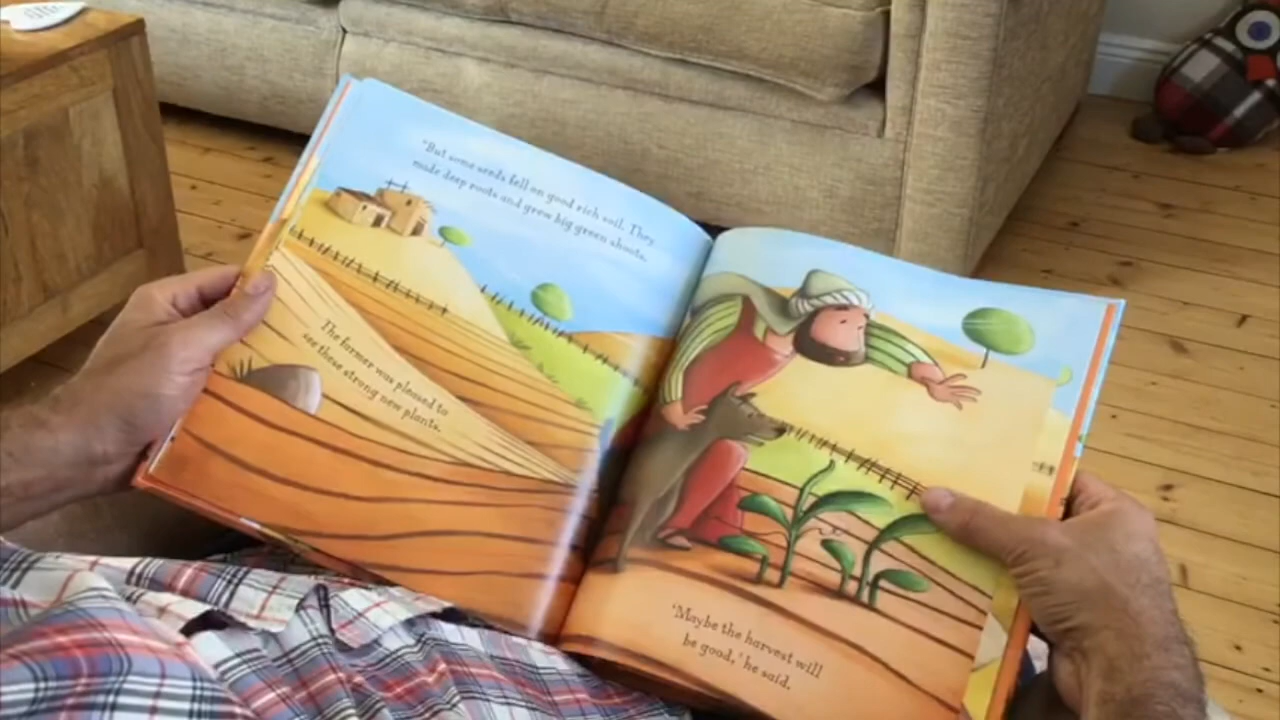 "But some seeds fell on good rich soil. They
made deep roots and grew big green shoots.
The farmer was pleased to
see these strong new plants.
'Maybe the harvest will
be good,' he said.